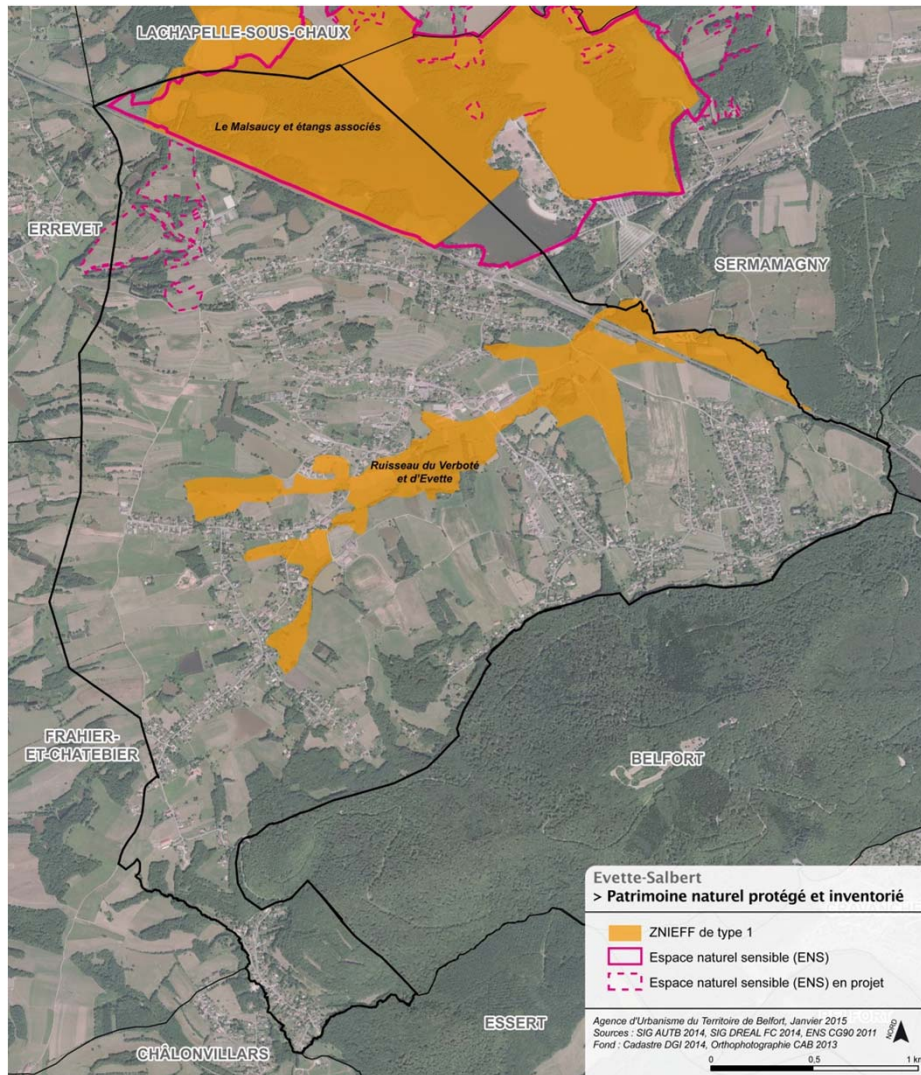 LACHAPELLE-SOUS-CHAUX
Le Malsaucy et étangs associés
ERREVET
SERMAMAGNY
Ruisseau du Verboté
et d'Evette
FRAHIER-
ET-CHATEBIER
BELFORT
ESSERT
CHÂLONVILLARS
Evette-Salbert
> Patrimoine naturel protégé et inventorié
ZNIEFF de type 1
Espace naturel sensible (ENS)
Espace naturel sensible (ENS) en projet
Agence d'Urbanisme du Territoire de Belfort, Janvier 2015
Sources : SIG AUTB 2014, SIG DREAL FC 2014, ENS CG90 2011
Fond : Cadastre DGI 2014, Orthophotographie CAB 2013
NORD
0 0,5 1 km